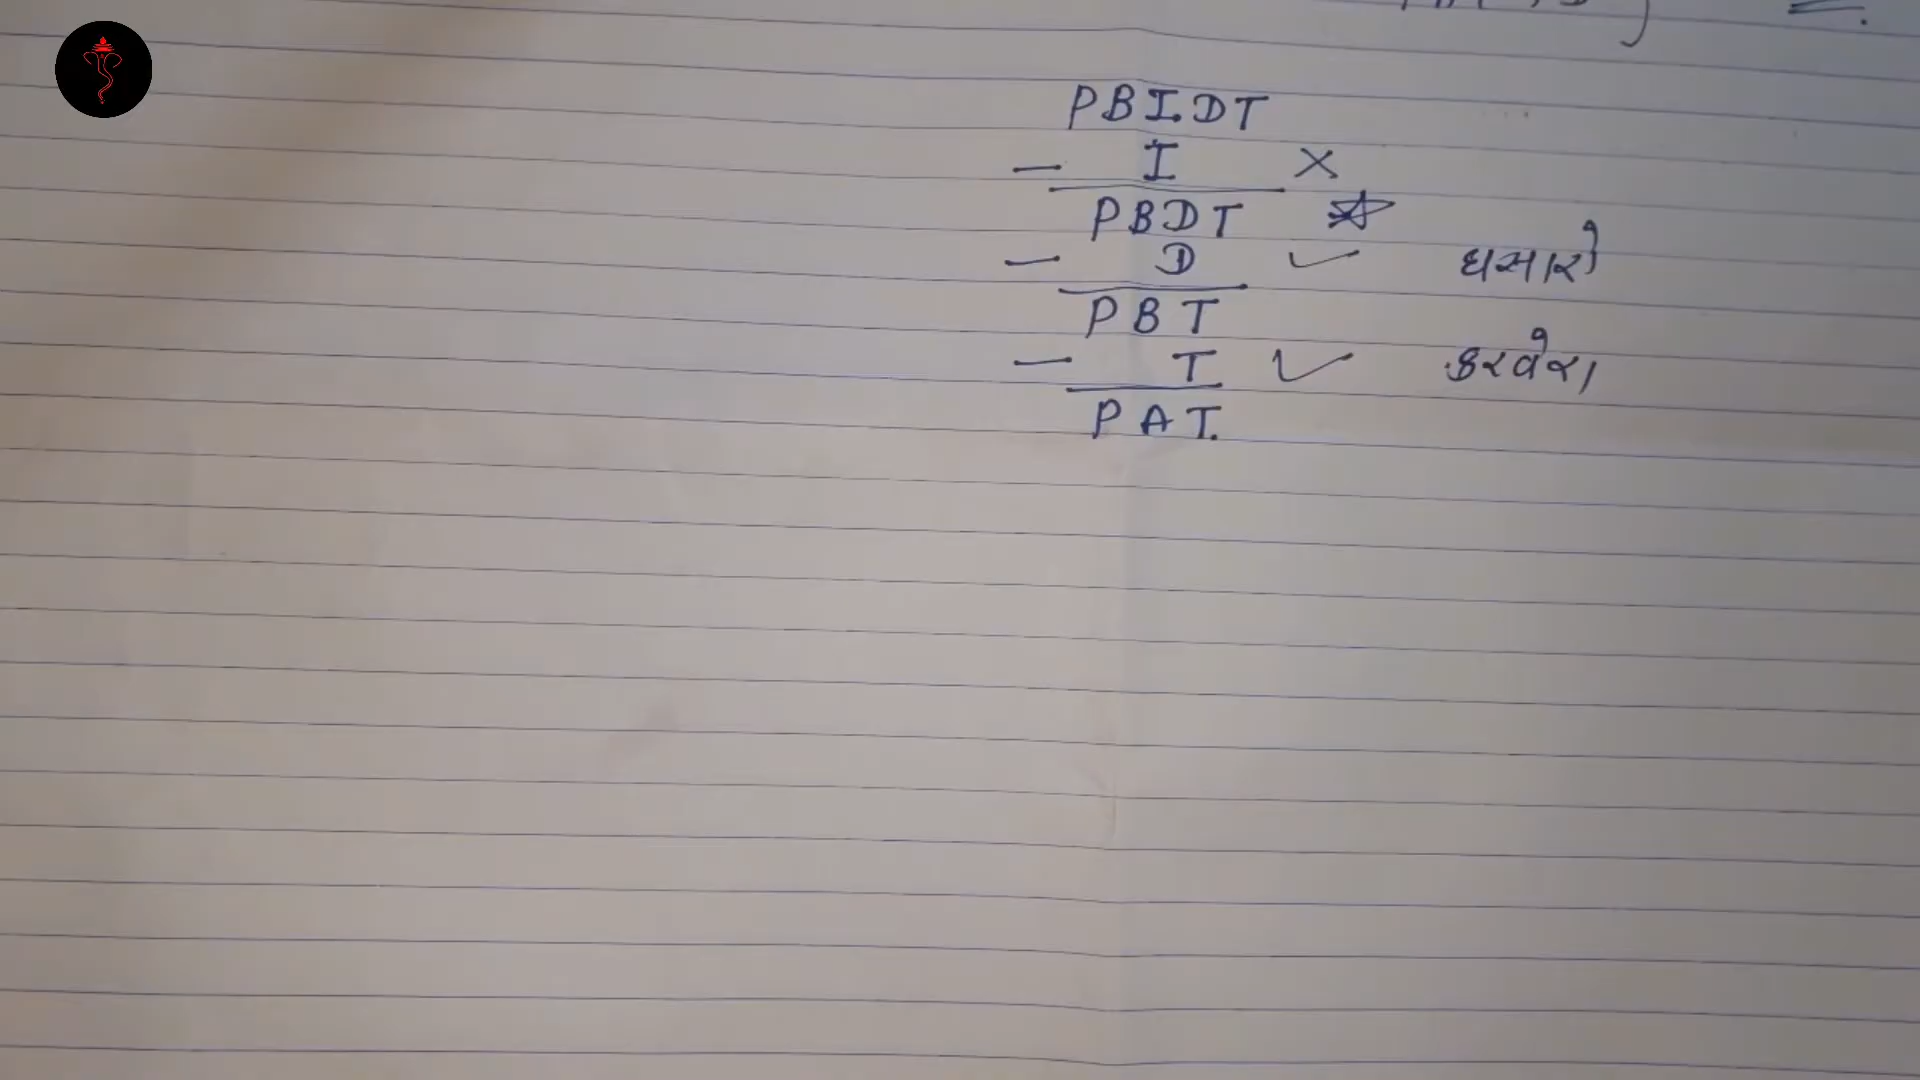 PBIDT
— I ×
PBDT ☆
— D ✓ ઘસારો
PBT
— T ✓ કરવેરા
PAT.